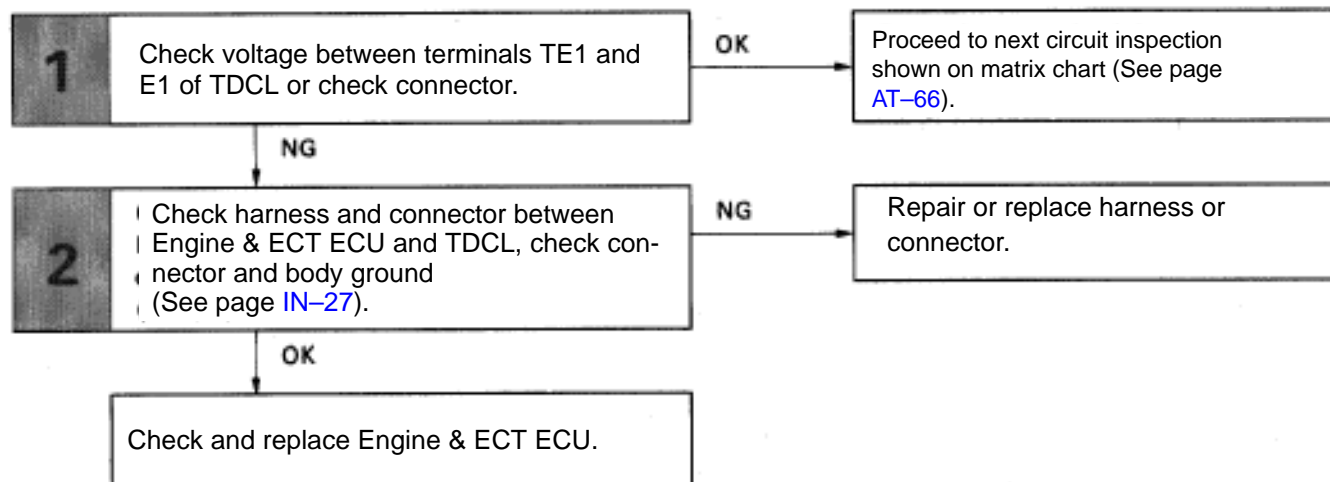 1
Check voltage between terminals TE1 and
E1 of TDCL or check connector.
OK
Proceed to next circuit inspection
shown on matrix chart (See page
AT–66).
NG
2
Check harness and connector between
Engine & ECT ECU and TDCL, check con-
nector and body ground
(See page IN–27).
NG
Repair or replace harness or
connector.
OK
Check and replace Engine & ECT ECU.